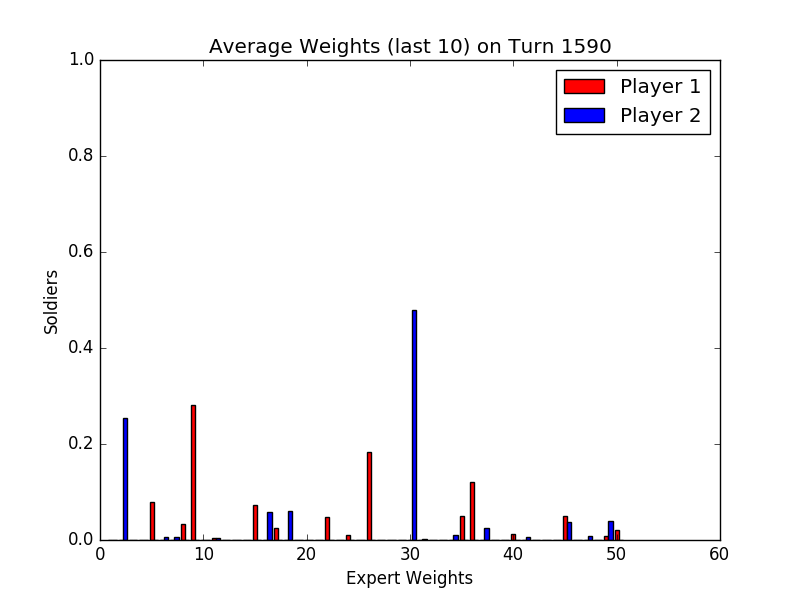 Average Weights (last 10) on Turn 1590
1.0
0.8
0.6
0.4
0.2
0.0
Soldiers
Player 1
Player 2
0 10 20 30 40 50 60
Expert Weights